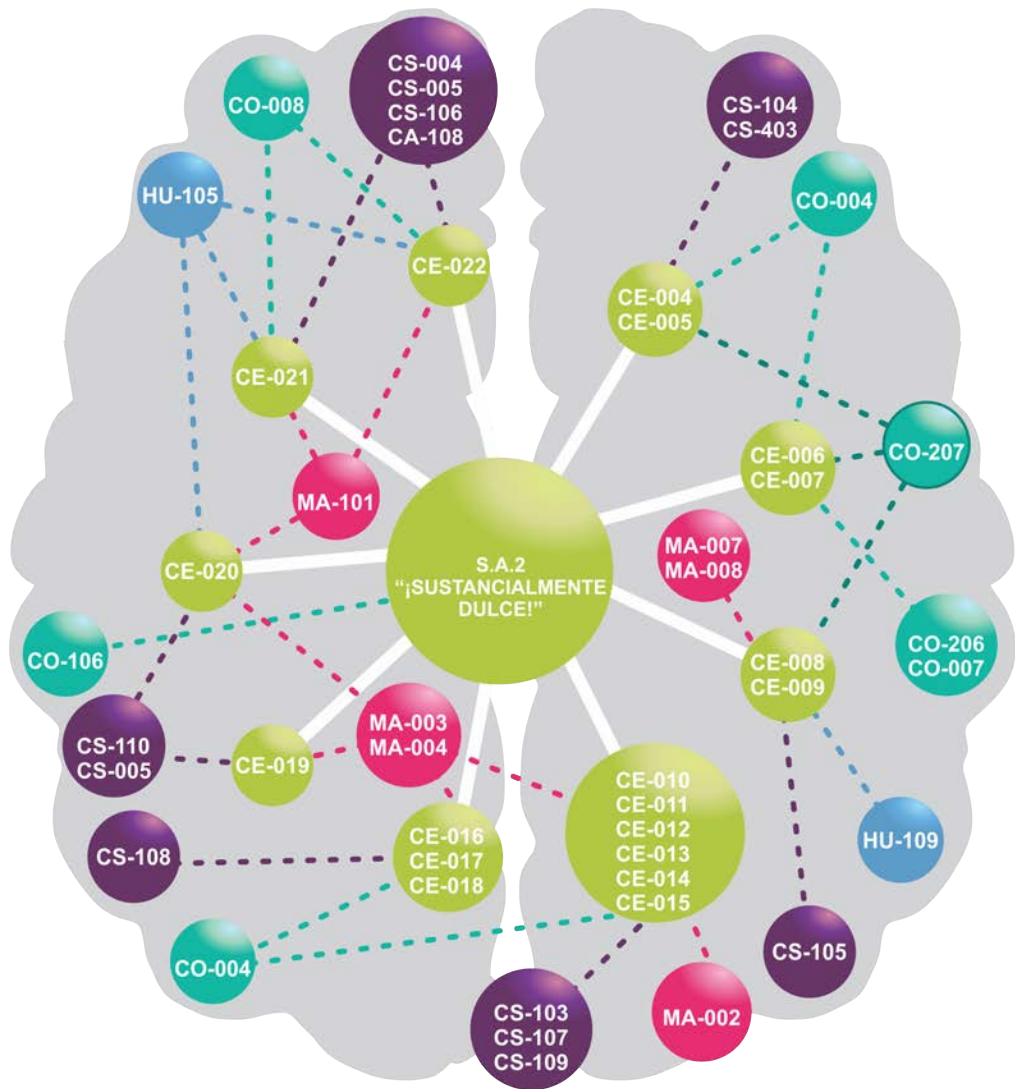 CS-004
CS-005
CS-106
CA-108
CO-008
CS-104
CS-403
HU-105
CO-004
CE-022
CE-004
CE-005
CE-021
CO-207
CE-006
CE-007
MA-101
MA-007
MA-008
CE-020
S.A.2
“¡SUSTANCIALMENTE
DULCE!”
CO-106
CO-206
CO-007
CE-008
CE-009
MA-003
MA-004
CS-110
CS-005
CE-019
CE-010
CE-011
CE-012
CE-013
CE-014
CE-015
CE-016
CE-017
CE-018
HU-109
CS-108
CS-105
CO-004
CS-103
CS-107
CS-109
MA-002